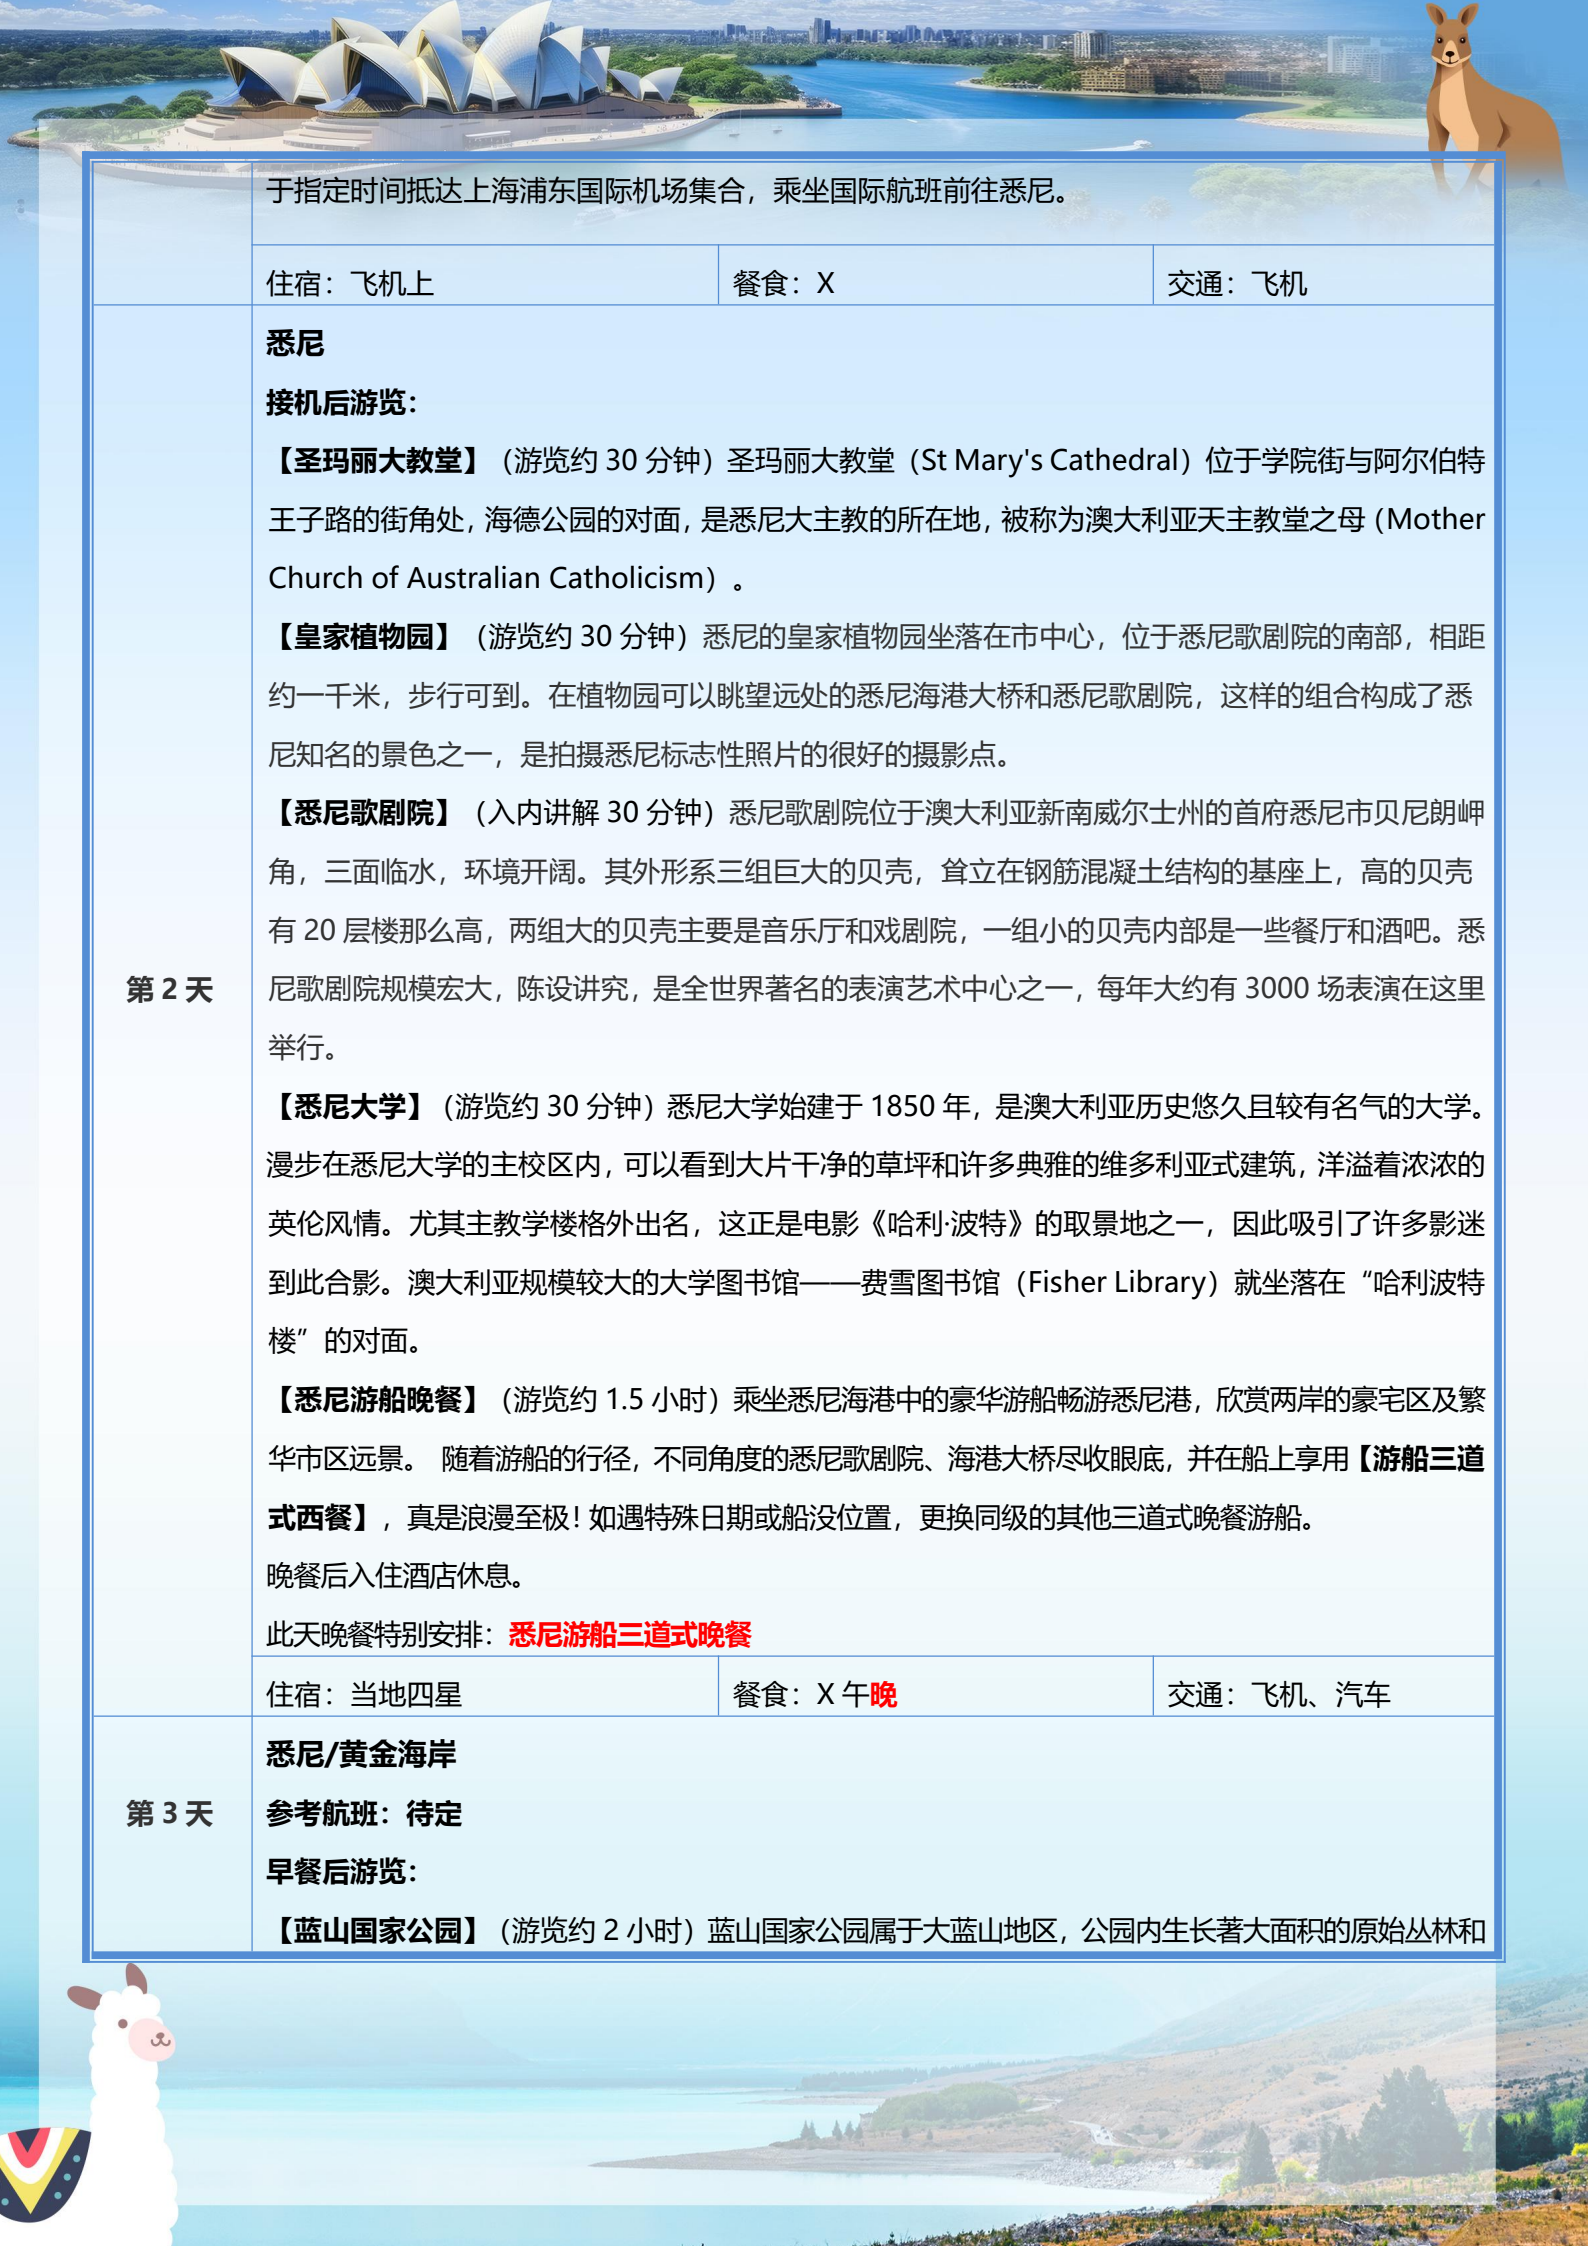 于指定时间抵达上海浦东国际机场集合，乘坐国际航班前往悉尼。
住宿：飞机上 餐食：X 交通：飞机
悉尼
接机后游览：
【圣玛丽大教堂】（游览约 30 分钟）圣玛丽大教堂（St Mary's Cathedral）位于学院街与阿尔伯特
王子路的街角处，海德公园的对面，是悉尼大主教的所在地，被称为澳大利亚天主教堂之母（Mother
Church of Australian Catholicism）。
【皇家植物园】（游览约 30 分钟）悉尼的皇家植物园坐落在市中心，位于悉尼歌剧院的南部，相距
约一千米，步行可到。在植物园可以眺望远处的悉尼海港大桥和悉尼歌剧院，这样的组合构成了悉
尼知名的景色之一，是拍摄悉尼标志性照片的很好的摄影点。
【悉尼歌剧院】（入内讲解 30 分钟）悉尼歌剧院位于澳大利亚新南威尔士州的首府悉尼市贝尼朗岬
角，三面临水，环境开阔。其外形系三组巨大的贝壳，耸立在钢筋混凝土结构的基座上，高的贝壳
有 20 层楼那么高，两组大的贝壳主要是音乐厅和戏剧院，一组小的贝壳内部是一些餐厅和酒吧。悉
第 2 天
尼歌剧院规模宏大，陈设讲究，是全世界著名的表演艺术中心之一，每年大约有 3000 场表演在这里
举行。
【悉尼大学】（游览约 30 分钟）悉尼大学始建于 1850 年，是澳大利亚历史悠久且较有名气的大学。
漫步在悉尼大学的主校区内，可以看到大片干净的草坪和许多典雅的维多利亚式建筑，洋溢着浓浓的
英伦风情。尤其主教学楼格外出名，这正是电影《哈利·波特》的取景地之一，因此吸引了许多影迷
到此合影。澳大利亚规模较大的大学图书馆——费雪图书馆（Fisher Library）就坐落在“哈利波特
楼”的对面。
【悉尼游船晚餐】（游览约 1.5 小时）乘坐悉尼海港中的豪华游船畅游悉尼港，欣赏两岸的豪宅区及繁
华市区远景。 随着游船的行径，不同角度的悉尼歌剧院、海港大桥尽收眼底，并在船上享用【游船三道
式西餐】，真是浪漫至极！如遇特殊日期或船没位置，更换同级的其他三道式晚餐游船。
晚餐后入住酒店休息。
此天晚餐特别安排：悉尼游船三道式晚餐
住宿：当地四星 餐食：X 午晚 交通：飞机、汽车
悉尼/黄金海岸
第 3 天
参考航班：待定
早餐后游览：
【蓝山国家公园】（游览约 2 小时）蓝山国家公园属于大蓝山地区，公园内生长著大面积的原始丛林和